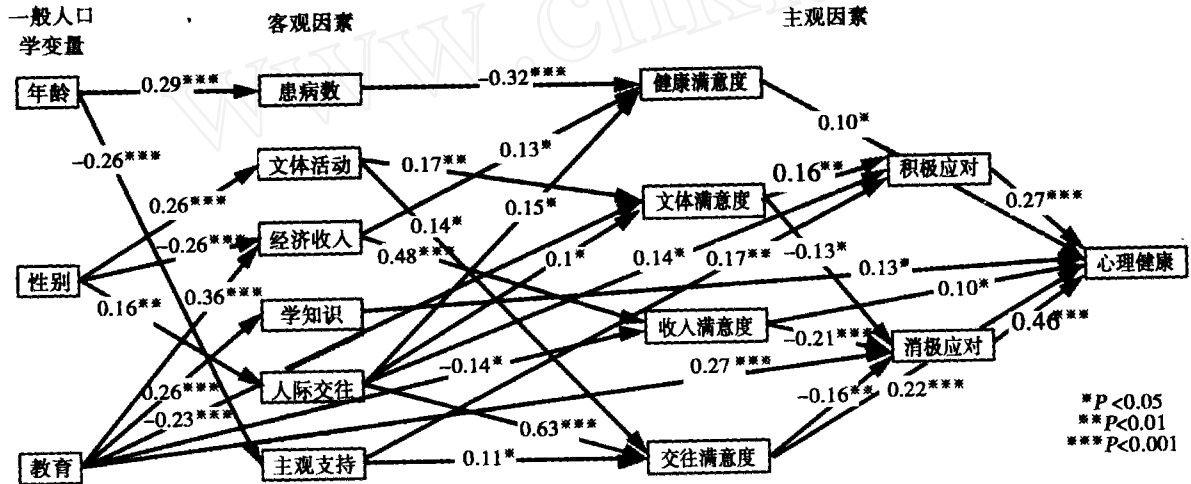 一般人口
学变量
客观因素
主观因素
年龄
0.29***
患病数
-0.32***
健康满意度
0.10*
-0.26***
文体活动
0.17**
0.13*
0.16**
积极应对
文体满意度
0.27***
0.26***
0.14*
0.15*
-0.26***
经济收入
0.48***
0.1*
0.14*
0.17**
-0.13*
心理健康
性别
0.13*
0.16**
0.36***
学知识
0.10*
收入满意度
-0.21***
消极应对
0.46***
-0.14*
0.27***
0.26***
人际交往
-0.16**
0.22***
-0.23***
0.63***
*P<0.05
**P<0.01
***P<0.001
教育
主观支持
0.11*
交往满意度